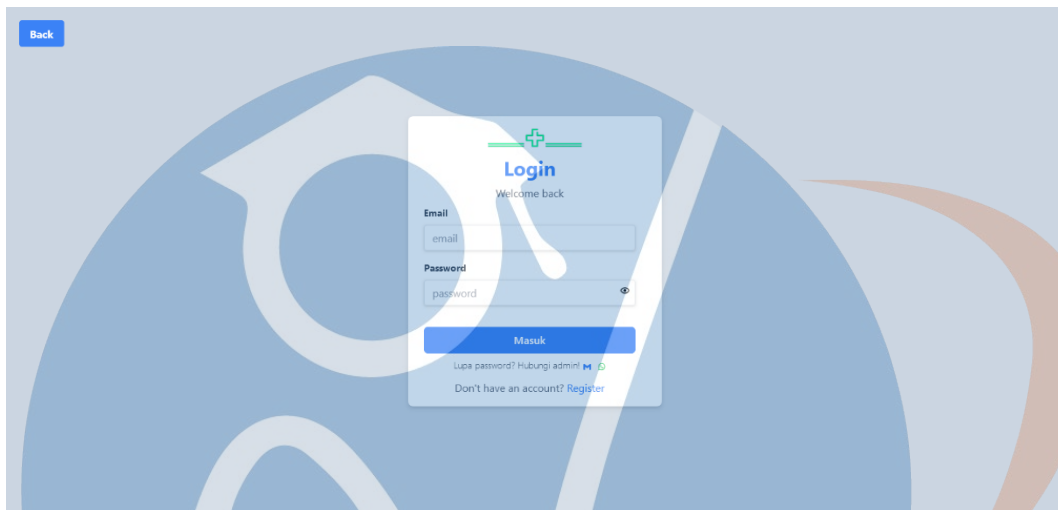 Back
Login
Welcome back
Email
email
Password
password
Masuk
Lupa password? Hubungi admin!
Don't have an account? Register